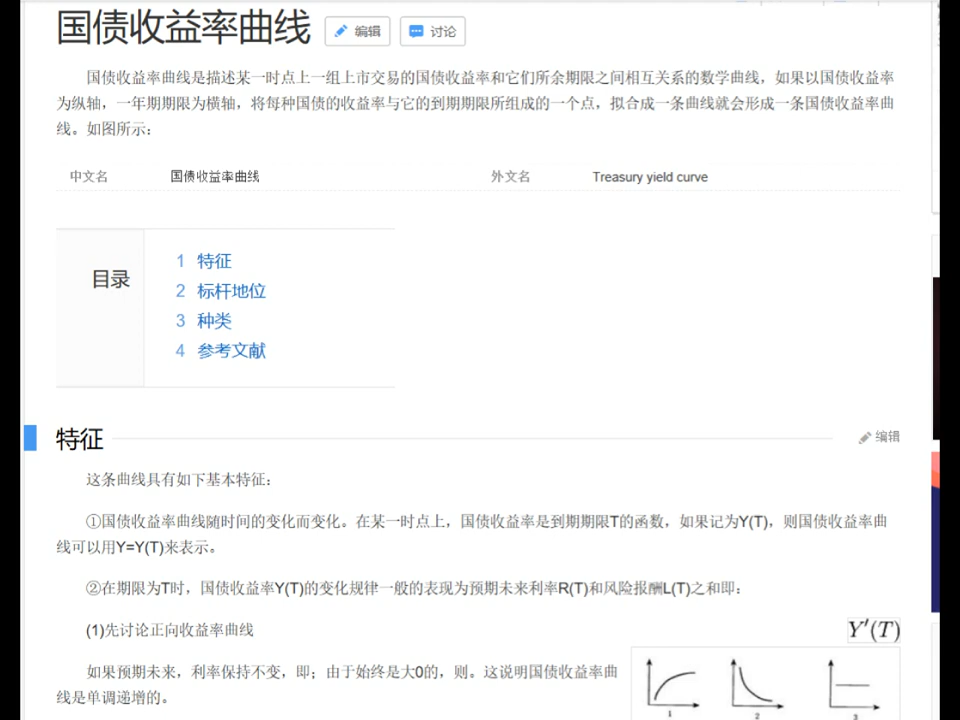 国债收益率曲线 编辑 讨论
国债收益率曲线是描述某一时点上一组上市交易的国债收益率和它们所余期限之间相互关系的数学曲线，如果以国债收益率
为纵轴，一年期期限为横轴，将每种国债的收益率与它的到期期限所组成的一个点，拟合成一条曲线就会形成一条国债收益率曲
线。如图所示：
中文名 国债收益率曲线 外文名 Treasury yield curve
目录
1 特征
2 标杆地位
3 种类
4 参考文献
特征 编辑
这条曲线具有如下基本特征：
①国债收益率曲线随时间的变化而变化。在某一时点上，国债收益率是到期期限T的函数，如果记为Y(T)，则国债收益率曲
线可以用Y=Y(T)来表示。
②在期限为T时，国债收益率Y(T)的变化规律一般的表现为预期未来利率R(T)和风险报酬L(T)之和即：
(1)先讨论正向收益率曲线
Y′(T)
如果预期未来，利率保持不变，即；由于始终是大0的，则。这说明国债收益率曲
线是单调递增的。
1 2 3